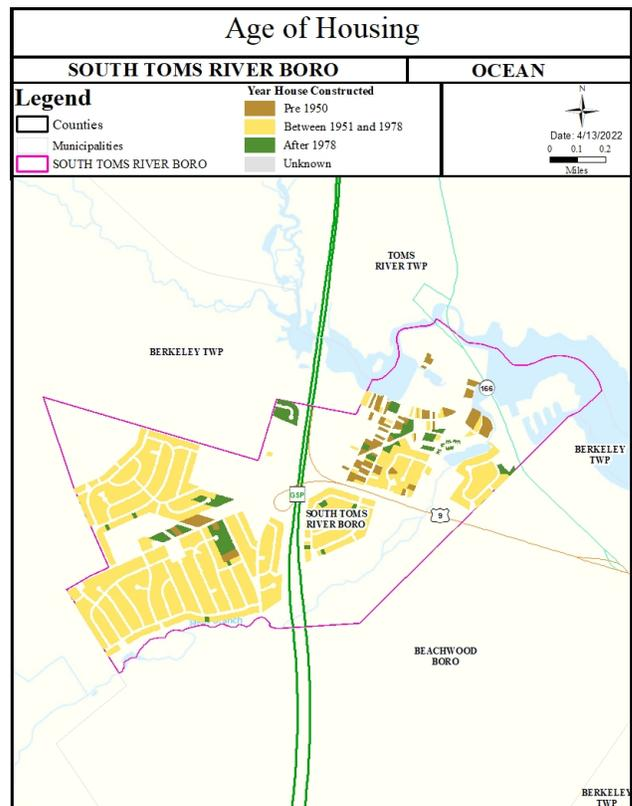 Age of Housing
SOUTH TOMS RIVER BORO
OCEAN
Legend
Counties
Municipalities
SOUTH TOMS RIVER BORO
Year House Constructed
Pre 1950
Between 1951 and 1978
After 1978
Unknown
N
Date: 4/13/2022
0 0.1 0.2
Miles
TOMS
RIVER TWP
BERKELEY TWP
166
BERKELEY
TWP
GSP
SOUTH TOMS
RIVER BORO
9
BEACHWOOD
BORO
BERKELEY
TWP